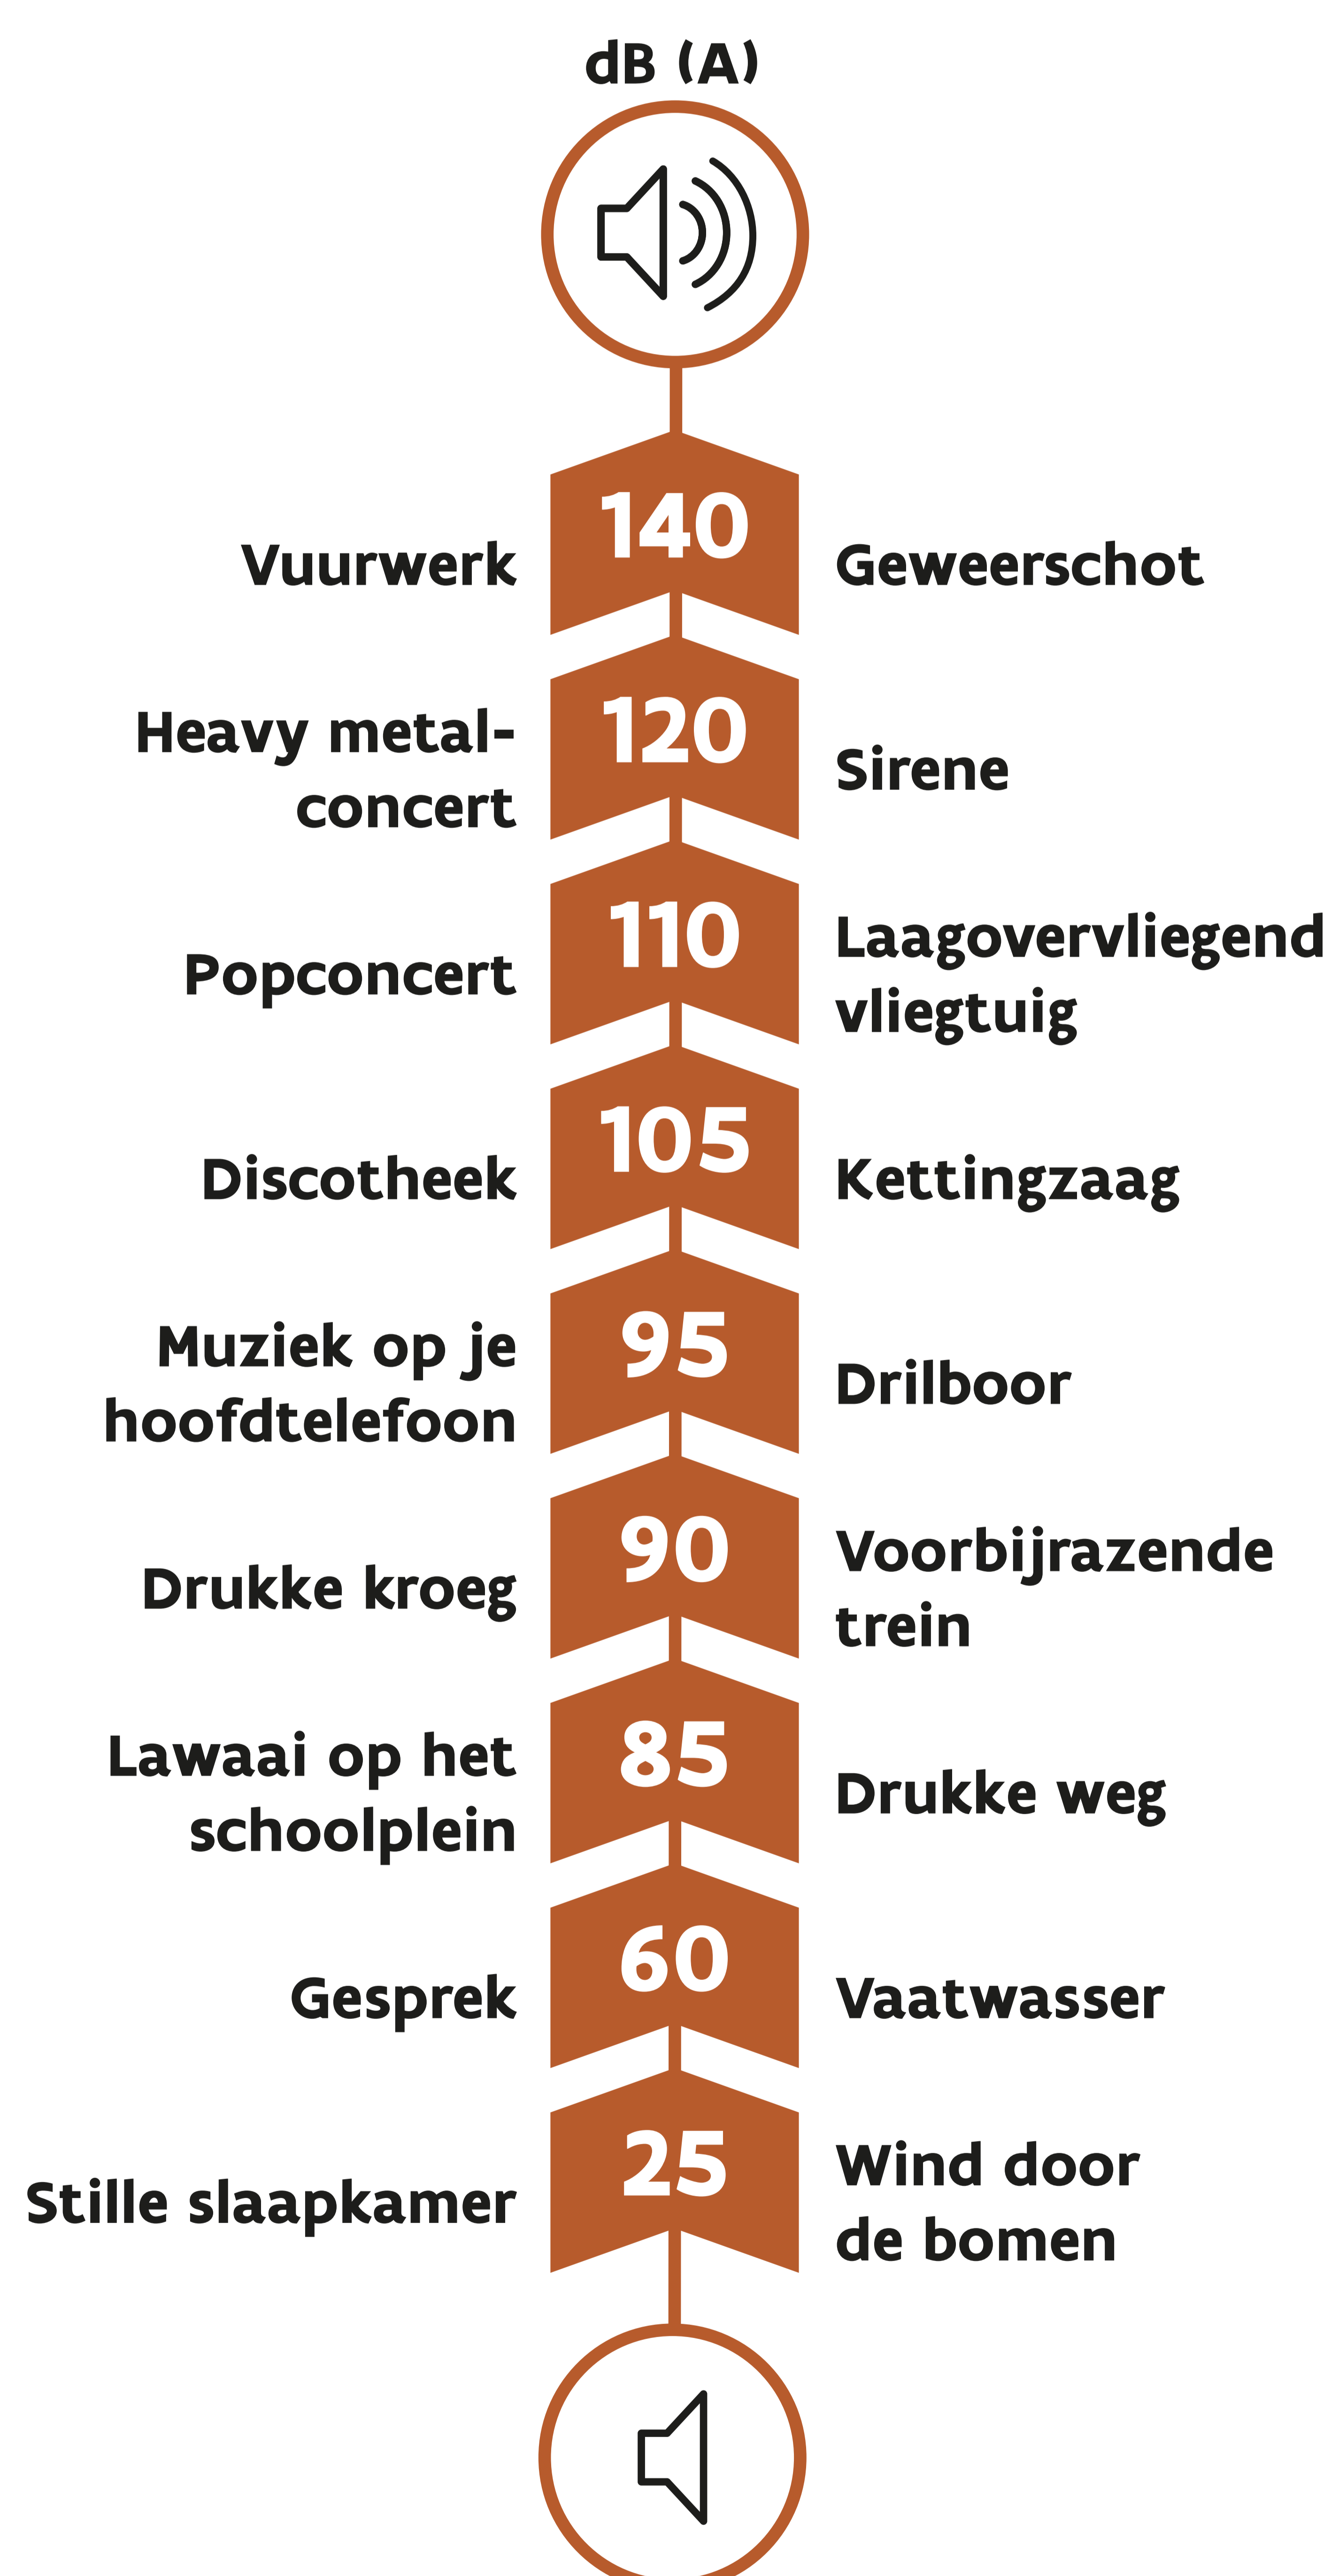 dB (A)
140
Vuurwerk
Geweerschot
120
Heavy metal-
concert
Sirene
110
Popconcert
Laagovervliegend
vliegtuig
105
Discotheek
Kettingzaag
95
Muziek op je
hoofdtelefoon
Drilboor
90
Drukke kroeg
Voorbijrazende
trein
85
Lawaai op het
schoolplein
Drukke weg
60
Gesprek
Vaatwasser
25
Stille slaapkamer
Wind door
de bomen